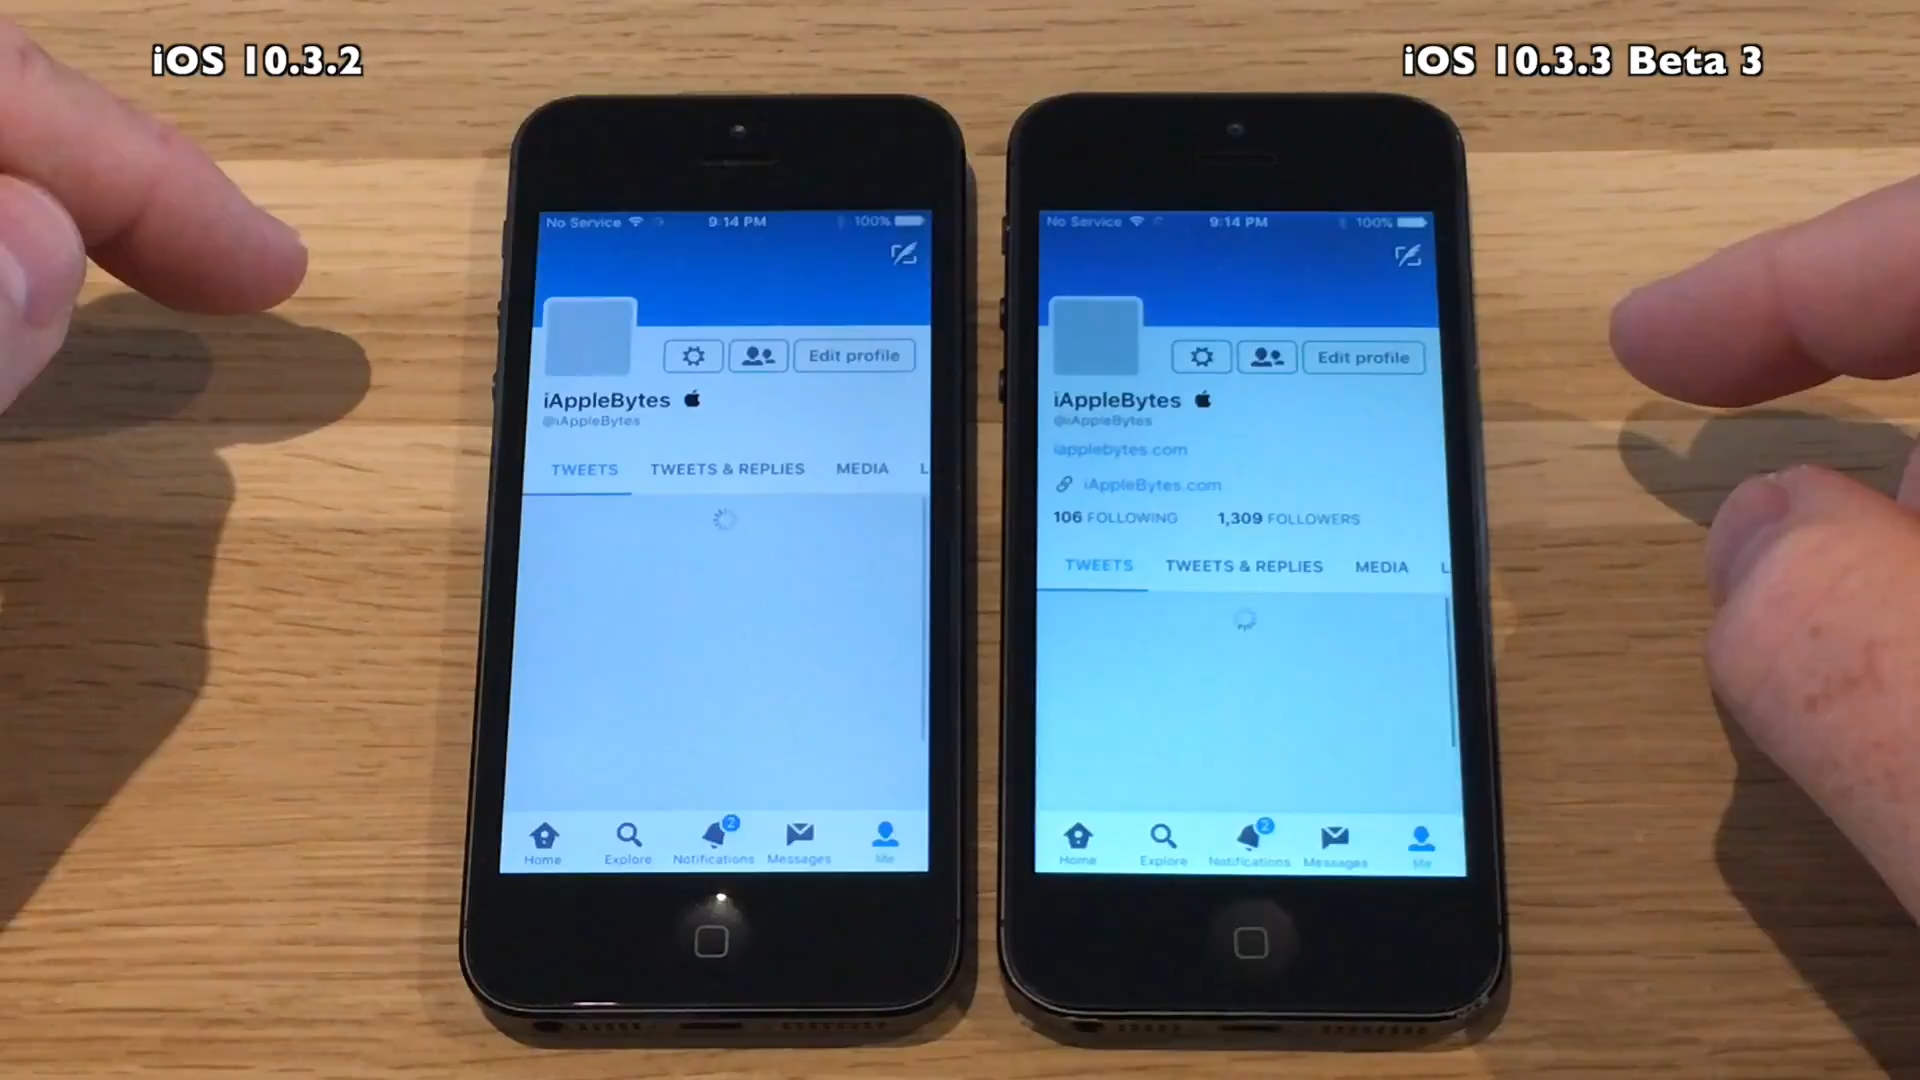 iOS 10.3.2
iOS 10.3.3 Beta 3
No Service 9:14 PM 100%
Edit profile
iAppleBytes
@iAppleBytes
TWEETS TWEETS & REPLIES MEDIA L
Home Explore Notifications Messages Me
2
No Service 9:14 PM 100%
Edit profile
iAppleBytes
@iAppleBytes
iapplebytes.com
iAppleBytes.com
106 FOLLOWING 1,309 FOLLOWERS
TWEETS TWEETS & REPLIES MEDIA L
2
Home Explore Notifications Messages Me